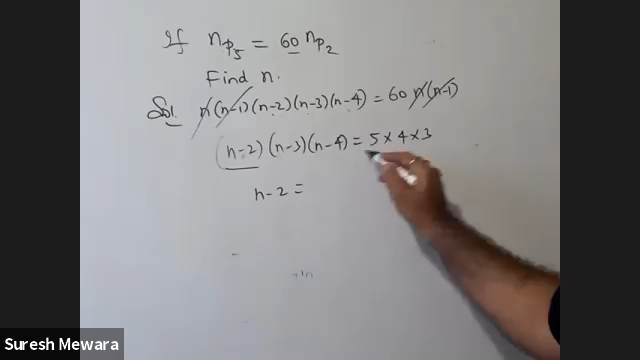 If nP5 = 60 nP2
Find n.
Sol n(n-1)(n-2)(n-3)(n-4) = 60 n(n-1)
(n-2)(n-3)(n-4) = 5 × 4 × 3
n-2 =
Suresh Mewara